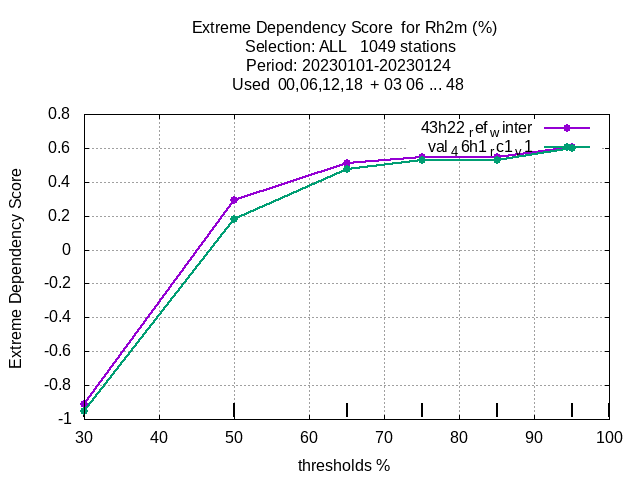 Extreme Dependency Score  for Rh2m (%)
Selection: ALL   1049 stations
Period: 20230101-20230124
Used  00,06,12,18  + 03 06 ... 48
43h22 ref winter
val 46h1 rc1 v1
Extreme Dependency Score
0.8
0.6
0.4
0.2
0
-0.2
-0.4
-0.6
-0.8
-1
30 40 50 60 70 80 90 100
thresholds %